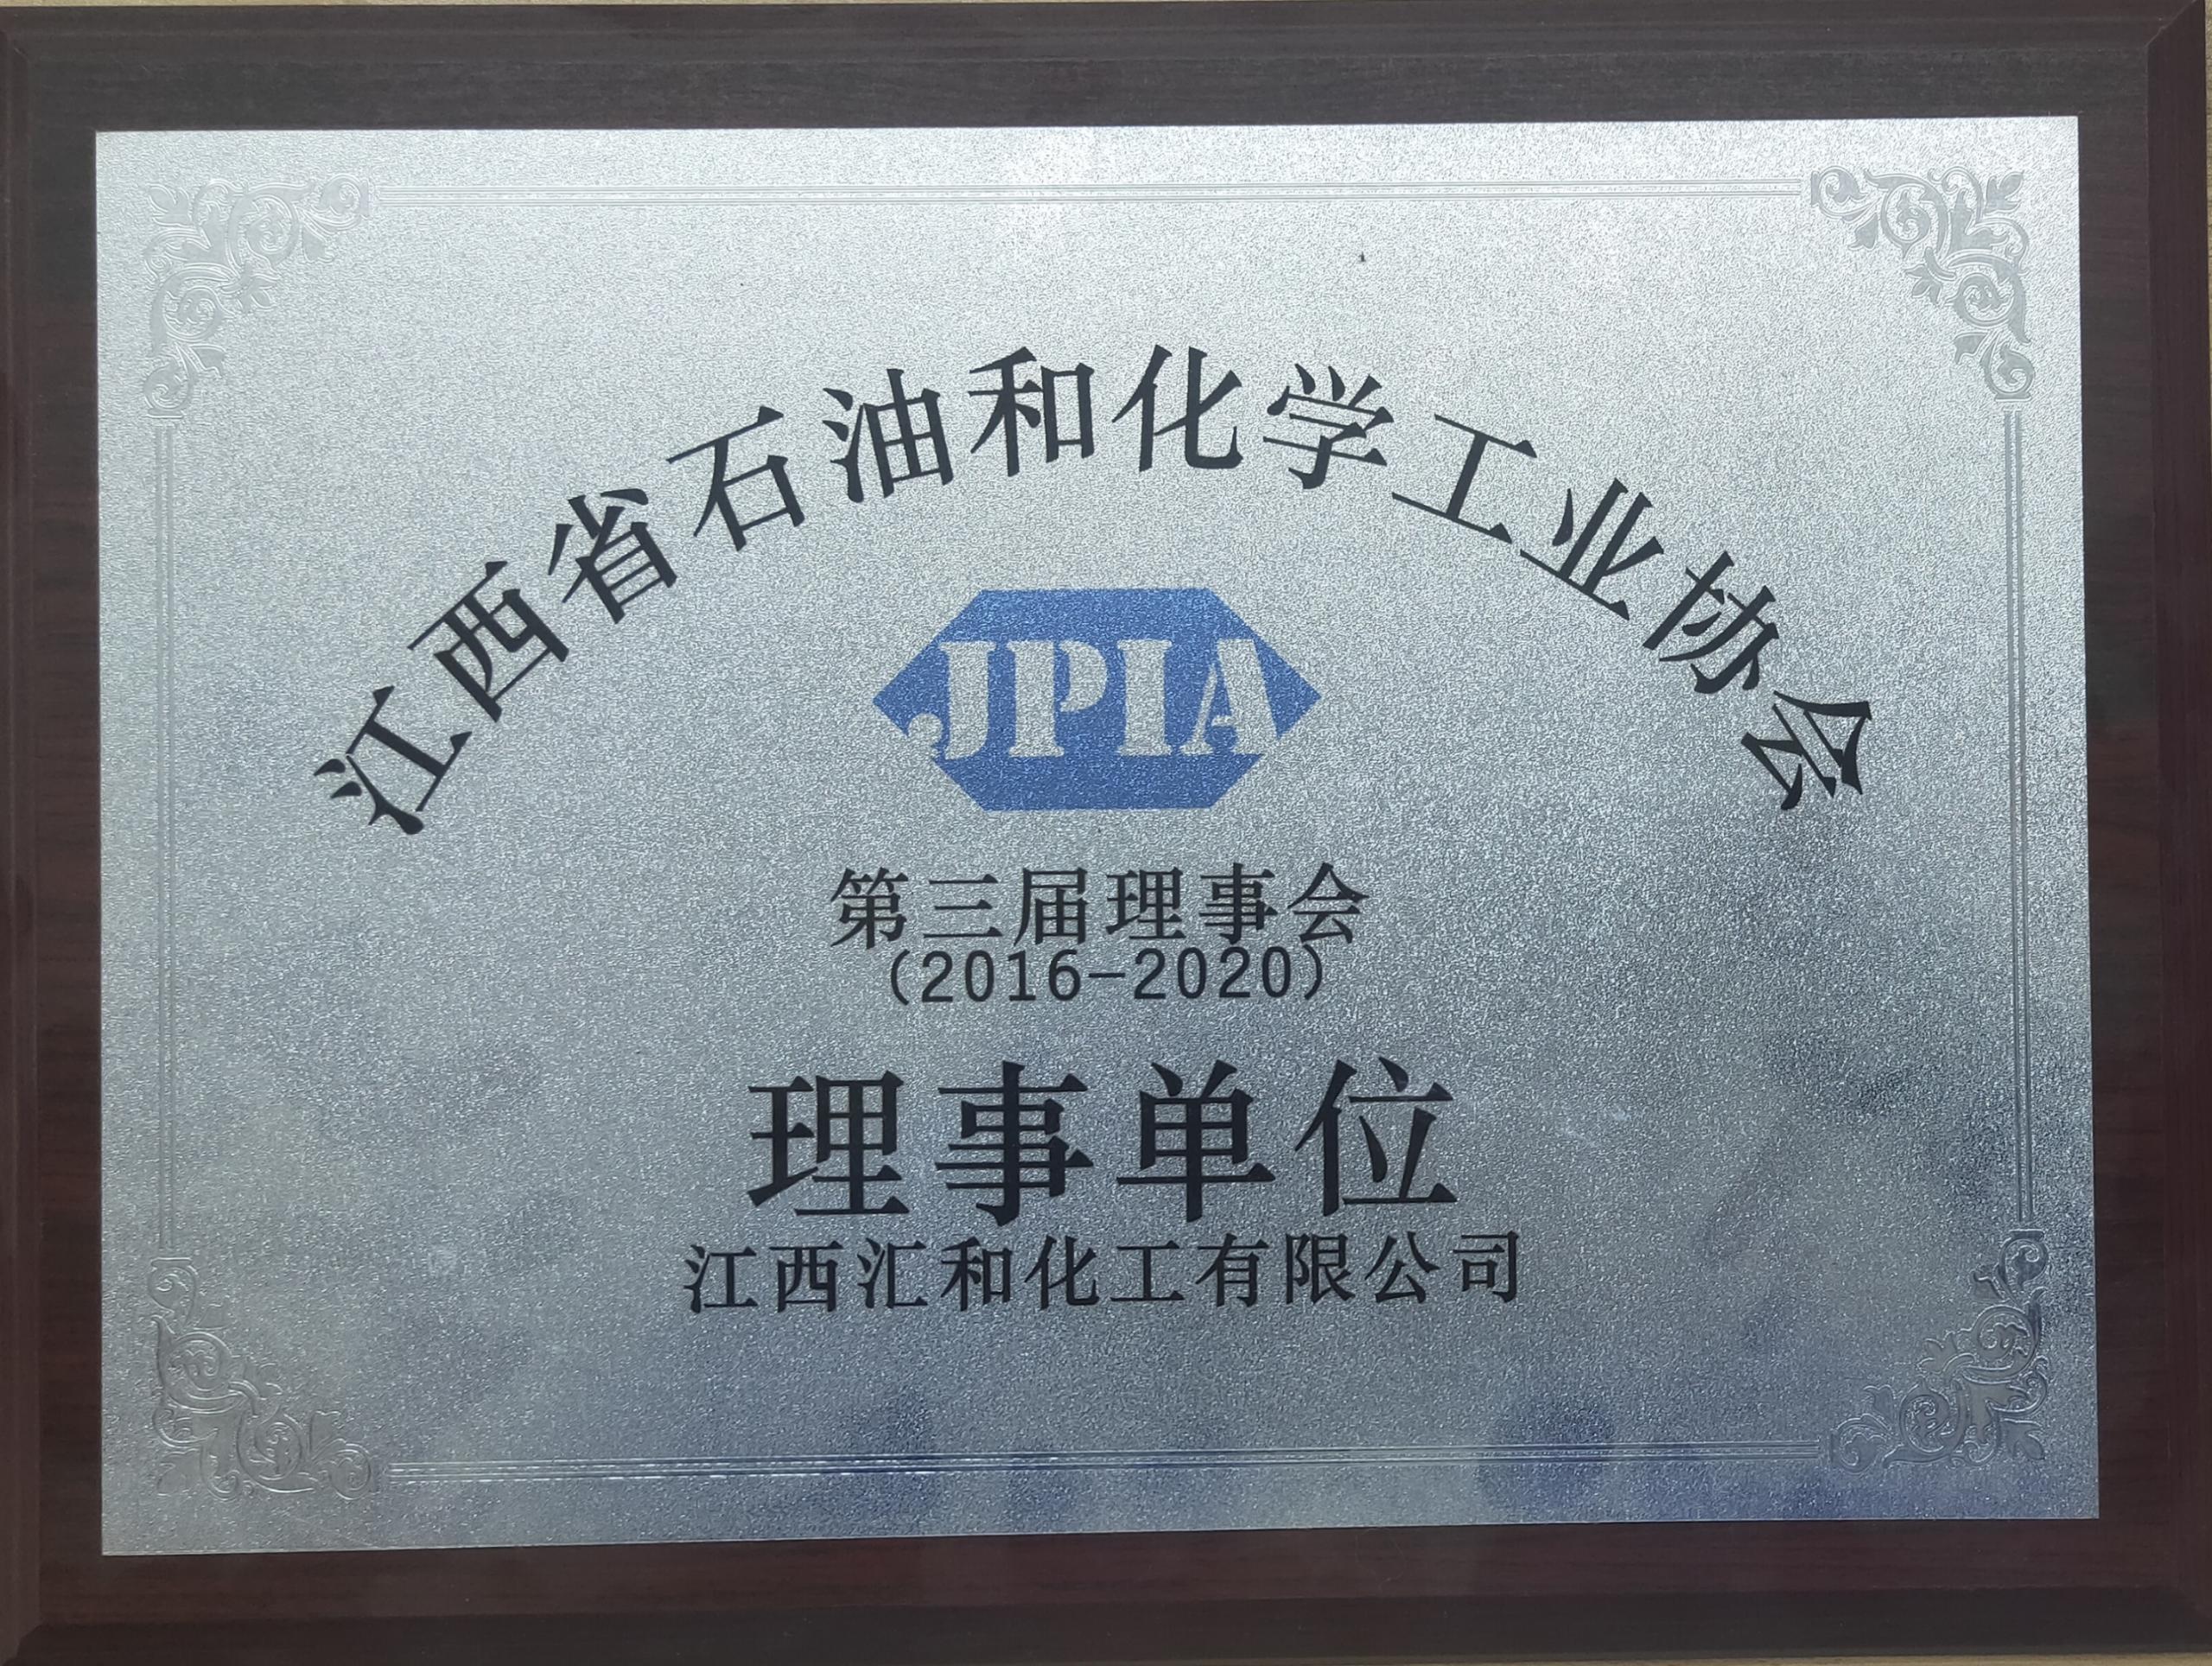 江西省石油和化学工业协会
JPIA
第三届理事会
(2016-2020)
理事单位
江西汇和化工有限公司